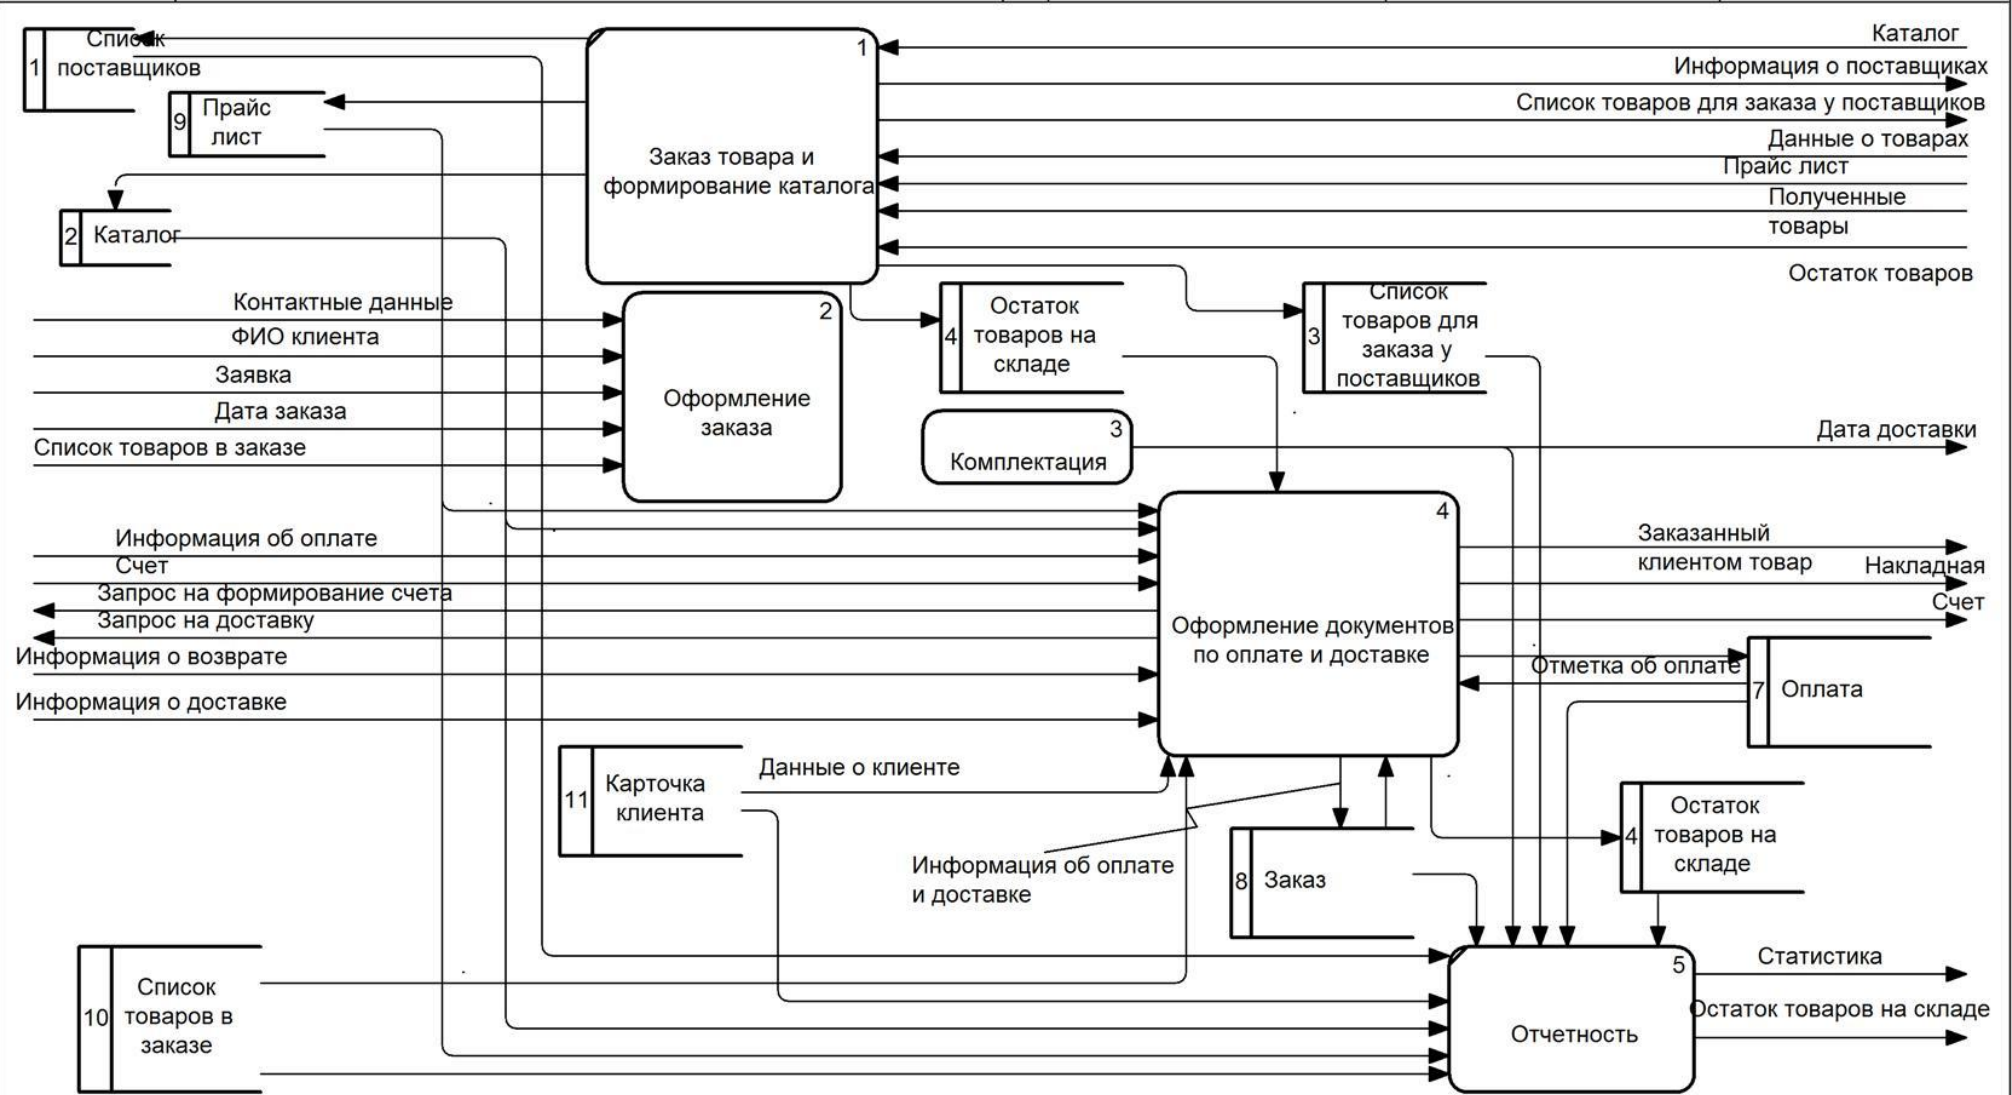 Список
поставщиков
1
Прайс
лист
9
Каталог
2
1
Заказ товара и
формирование каталога
Каталог
Информация о поставщиках
Список товаров для заказа у поставщиков
Данные о товарах
Прайс лист
Полученные
товары
Остаток товаров
Контактные данные
ФИО клиента
Заявка
Дата заказа
Список товаров в заказе
2
Оформление
заказа
4
Остаток
товаров на
складе
3
Список
товаров для
заказа у
поставщиков
3
Комплектация
Дата доставки
Информация об оплате
Счет
Запрос на формирование счета
Запрос на доставку
Информация о возврате
Информация о доставке
4
Оформление документов
по оплате и доставке
Заказанный
клиентом товар
Накладная
Счет
Отметка об оплате
7
Оплата
11
Карточка
клиента
Данные о клиенте
Информация об оплате
и доставке
8
Заказ
4
Остаток
товаров на
складе
10
Список
товаров в
заказе
5
Отчетность
Статистика
Остаток товаров на складе